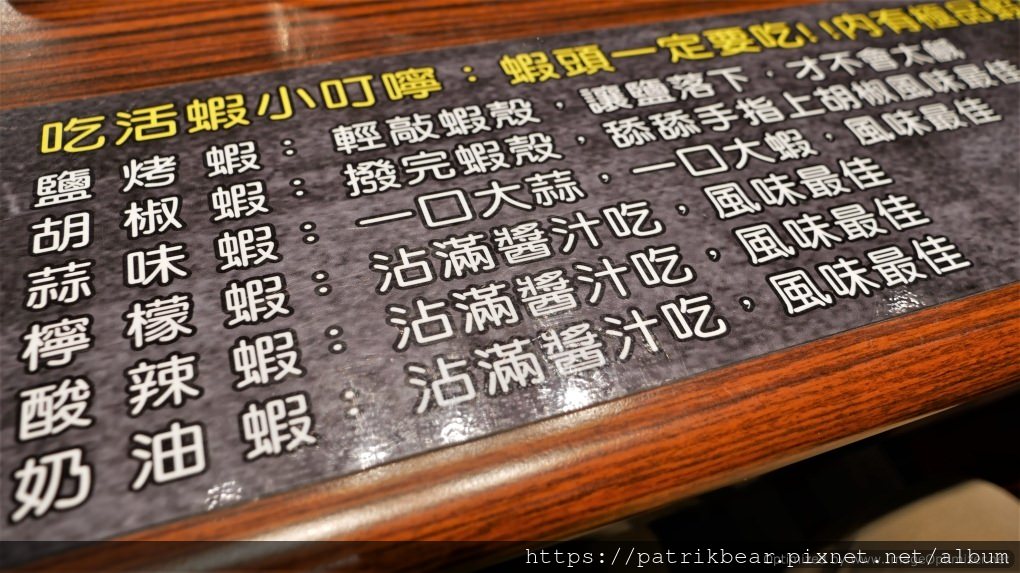 吃活蝦小叮嚀：蝦頭一定要吃!!內有極品蝦
鹽烤蝦：輕敲蝦殼，讓鹽落下，才不會太鹹
胡椒蝦：撥完蝦殼，舔舔手指上胡椒風味最佳
蒜味蝦：一口大蒜，一口大蝦，風味最佳
檸檬蝦：沾滿醬汁吃，風味最佳
酸辣蝦：沾滿醬汁吃，風味最佳
奶油蝦：沾滿醬汁吃，風味最佳
https://patrikbear.pixnet.net/album